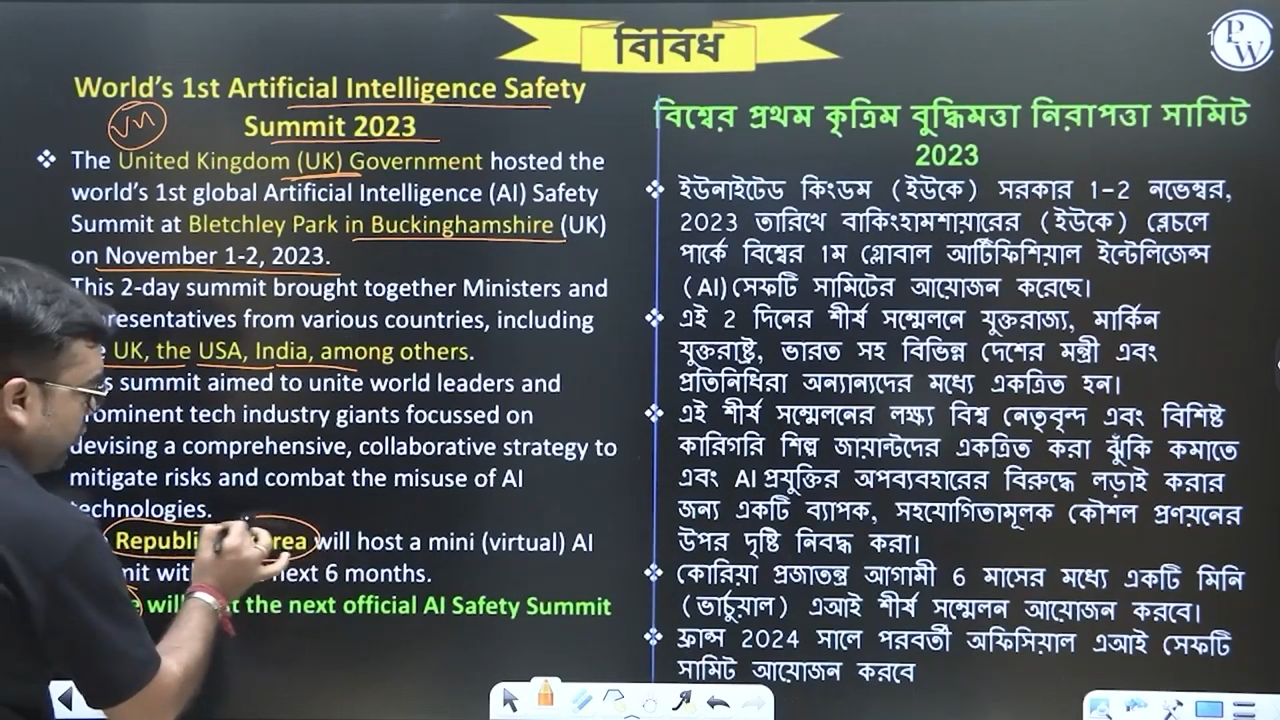 বিবিধ
PW
World's 1st Artificial Intelligence Safety
Summit 2023
The United Kingdom (UK) Government hosted the
world's 1st global Artificial Intelligence (AI) Safety
Summit at Bletchley Park in Buckinghamshire (UK)
on November 1-2, 2023.
This 2-day summit brought together Ministers and
presentatives from various countries, including
UK, the USA, India, among others.
summit aimed to unite world leaders and
prominent tech industry giants focussed on
devising a comprehensive, collaborative strategy to
mitigate risks and combat the misuse of AI
technologies.
Republi rea will host a mini (virtual) AI
mit wit next 6 months.
will the next official AI Safety Summit
বিশ্বের প্রথম কৃত্রিম বুদ্ধিমত্তা নিরাপত্তা সামিট
2023
ইউনাইটেড কিংডম (ইউকে) সরকার 1-2 নভেম্বর,
2023 তারিখে বাকিংহামশায়ারের (ইউকে) ব্লেচলে
পার্কে বিশ্বের 1ম গ্লোবাল আর্টিফিশিয়াল ইন্টেলিজেন্স
(AI) সেফটি সামিটের আয়োজন করেছে।
এই 2 দিনের শীর্ষ সম্মেলনে যুক্তরাজ্য, মার্কিন
যুক্তরাষ্ট্র, ভারত সহ বিভিন্ন দেশের মন্ত্রী এবং
প্রতিনিধিরা অন্যান্যদের মধ্যে একত্রিত হন।
এই শীর্ষ সম্মেলনের লক্ষ্য বিশ্ব নেতৃবৃন্দ এবং বিশিষ্ট
কারিগরি শিল্প জায়ান্টদের একত্রিত করা ঝুঁকি কমাতে
এবং AI প্রযুক্তির অপব্যবহারের বিরুদ্ধে লড়াই করার
জন্য একটি ব্যাপক, সহযোগিতামূলক কৌশল প্রণয়নের
উপর দৃষ্টি নিবদ্ধ করা।
কোরিয়া প্রজাতন্ত্র আগামী 6 মাসের মধ্যে একটি মিনি
(ভার্চুয়াল) এআই শীর্ষ সম্মেলন আয়োজন করবে।
ফ্রান্স 2024 সালে পরবর্তী অফিসিয়াল এআই সেফটি
সামিট আয়োজন করবে